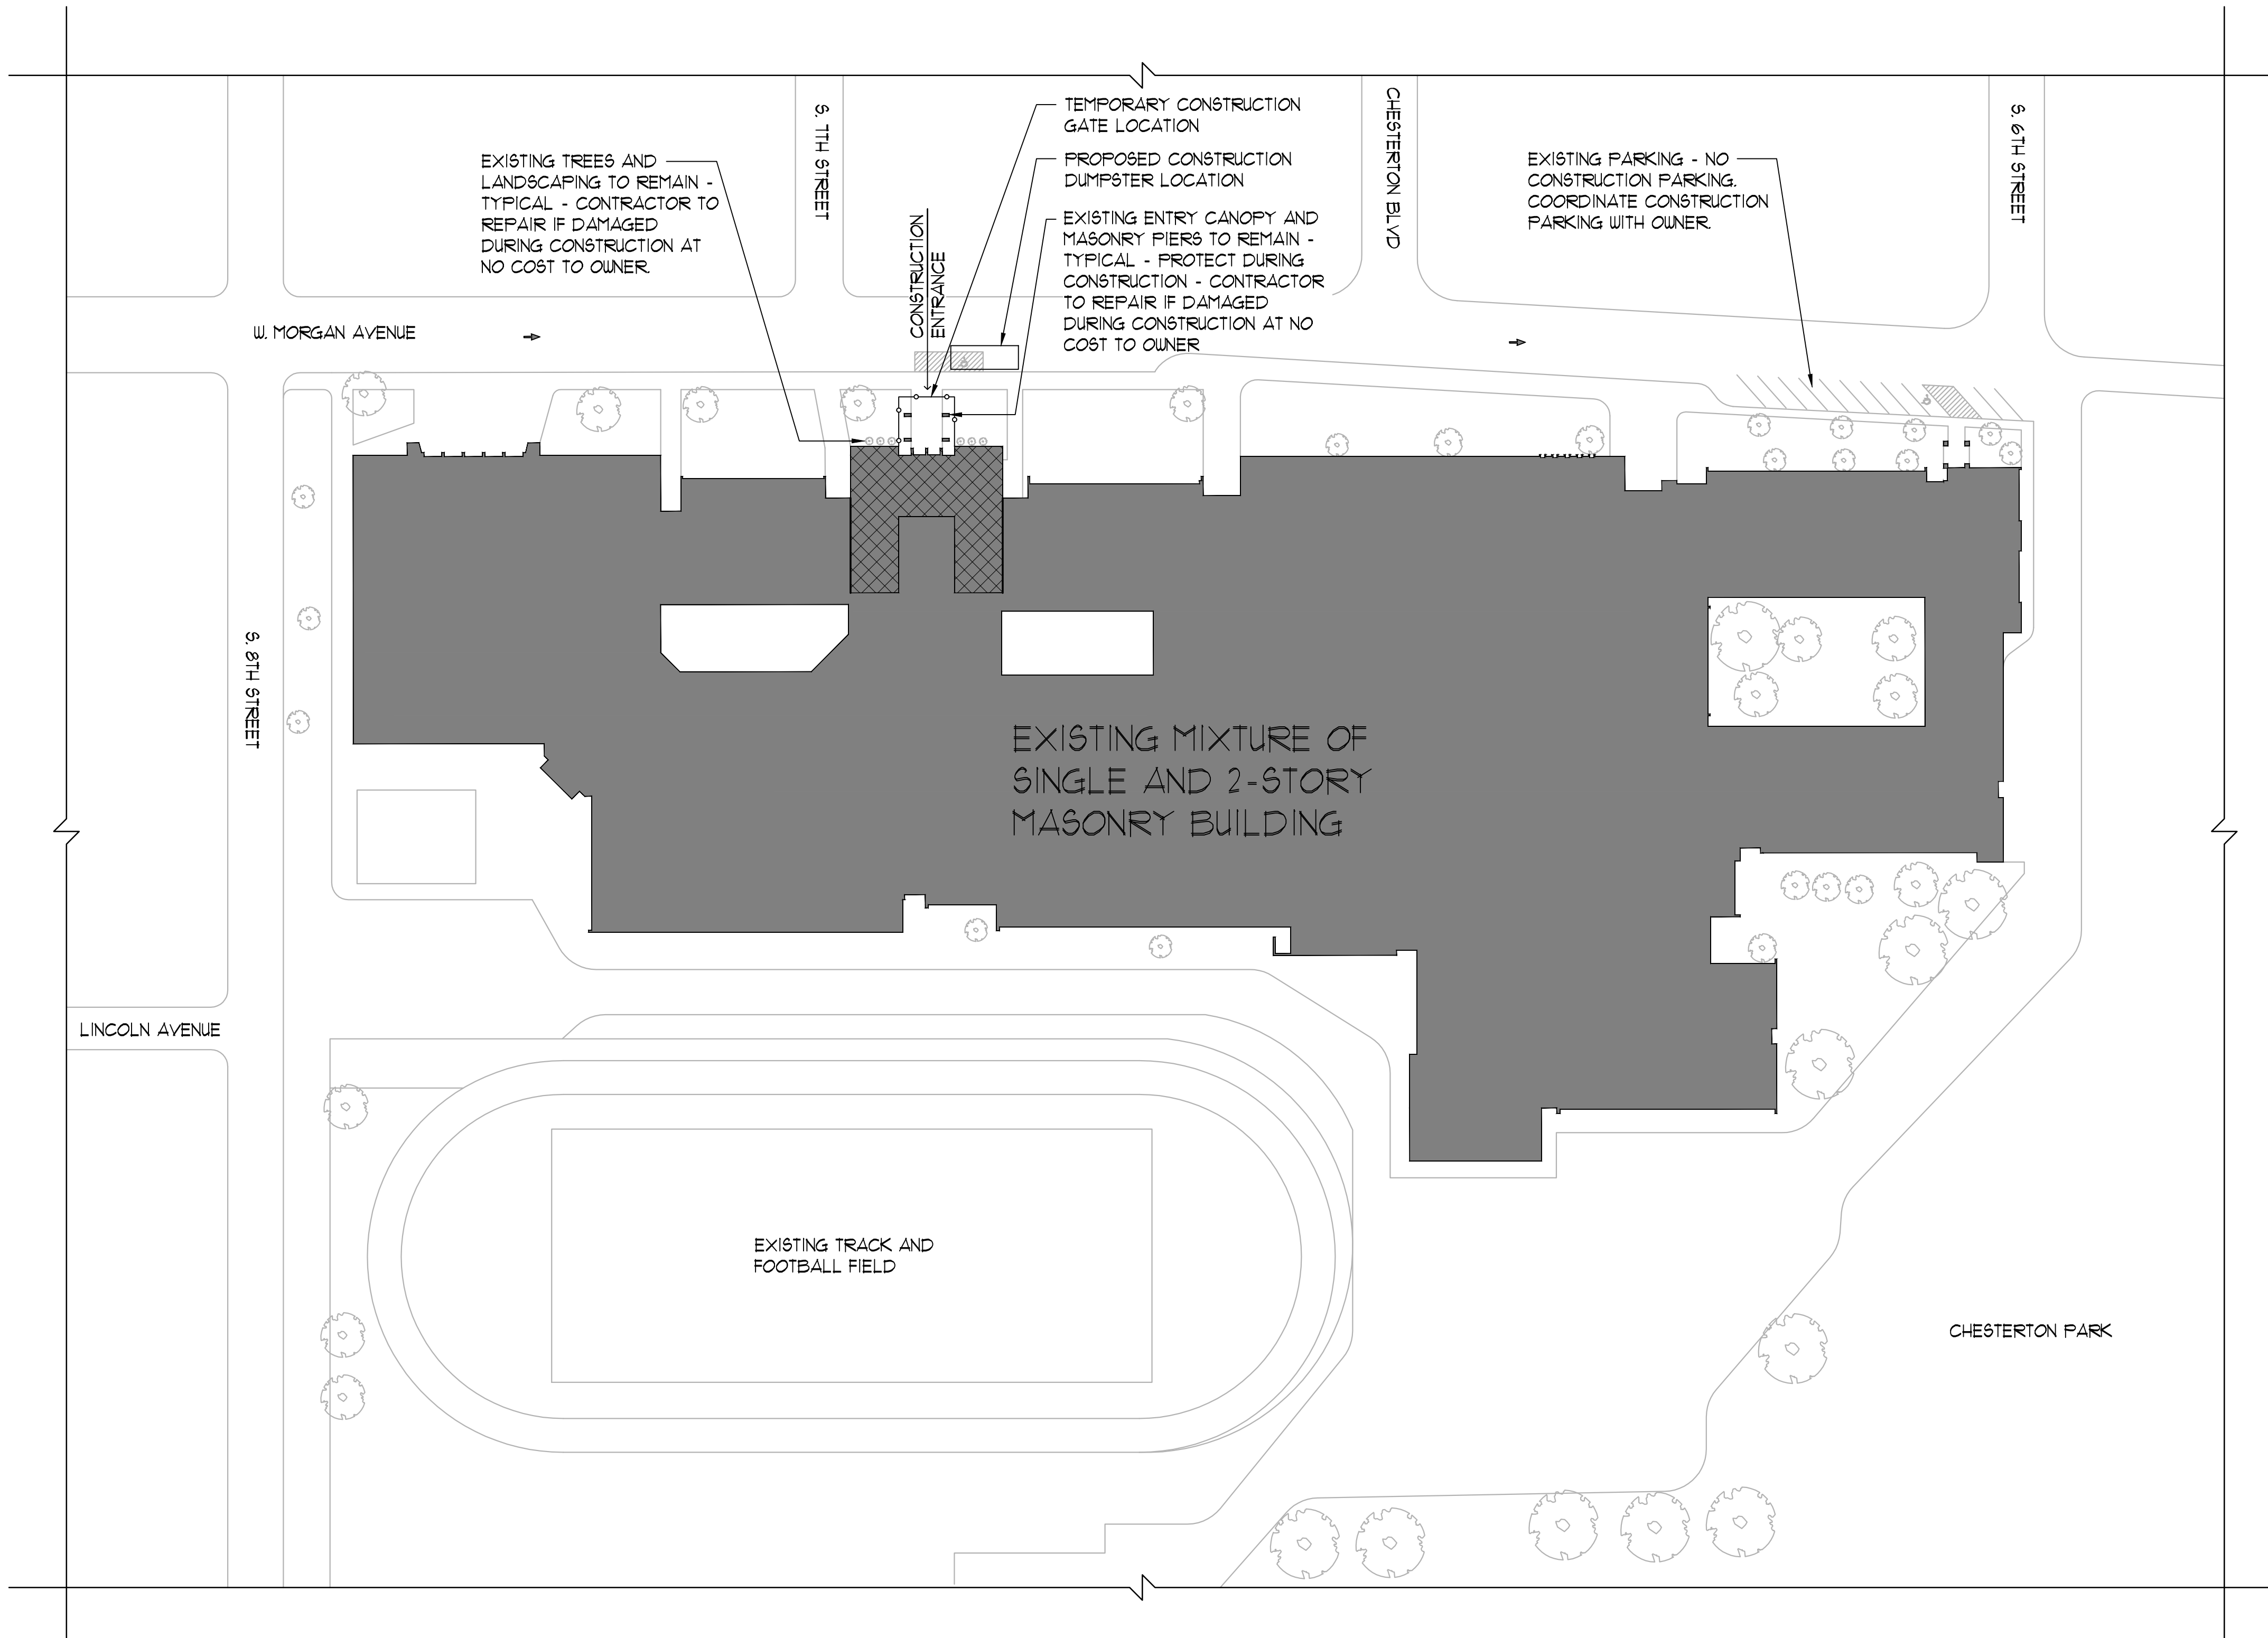 TEMPORARY CONSTRUCTION
GATE LOCATION
PROPOSED CONSTRUCTION
DUMPSTER LOCATION
EXISTING ENTRY CANOPY AND
MASONRY PIERS TO REMAIN -
TYPICAL - PROTECT DURING
CONSTRUCTION - CONTRACTOR
TO REPAIR IF DAMAGED
DURING CONSTRUCTION AT NO
COST TO OWNER
EXISTING TREES AND
LANDSCAPING TO REMAIN -
TYPICAL - CONTRACTOR TO
REPAIR IF DAMAGED
DURING CONSTRUCTION AT
NO COST TO OWNER.
S. 7TH STREET
CONSTRUCTION
ENTRANCE
CHESTERTON BLVD
EXISTING PARKING - NO
CONSTRUCTION PARKING.
COORDINATE CONSTRUCTION
PARKING WITH OWNER.
S. 6TH STREET
W. MORGAN AVENUE
S. 8TH STREET
EXISTING MIXTURE OF
SINGLE AND 2-STORY
MASONRY BUILDING
LINCOLN AVENUE
EXISTING TRACK AND
FOOTBALL FIELD
CHESTERTON PARK